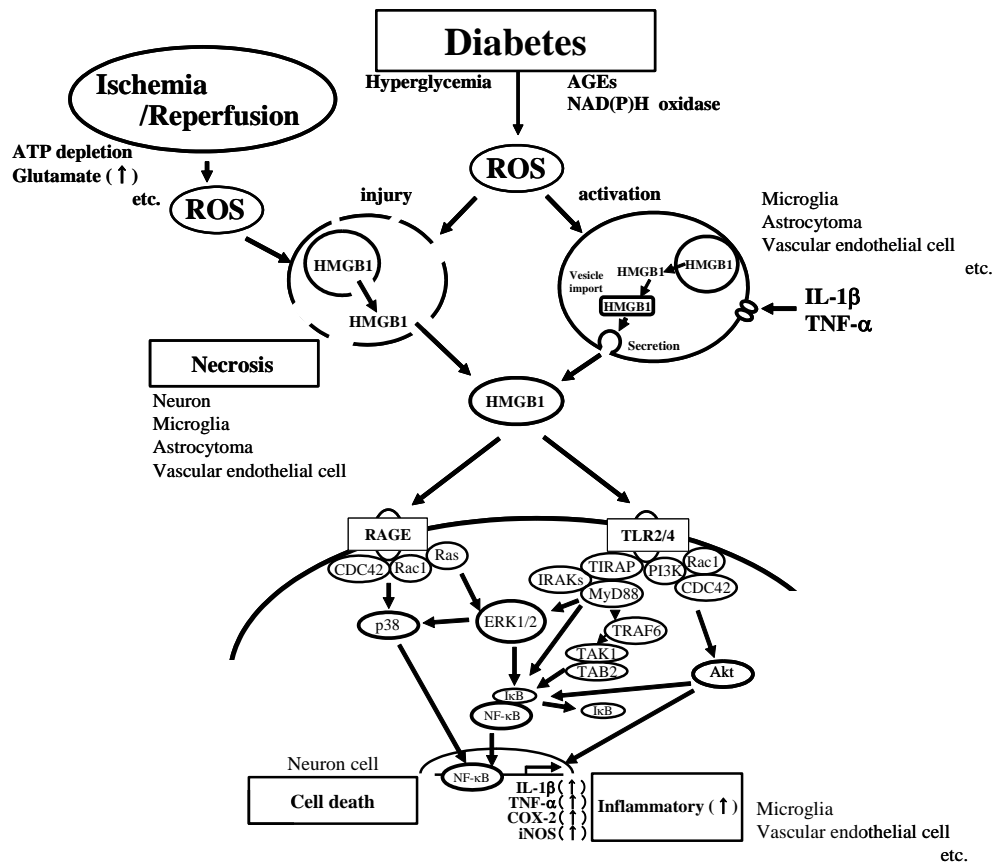 Diabetes
Ischemia
/Reperfusion
Hyperglycemia
AGEs
NAD(P)H oxidase
ATP depletion
Glutamate (↑)
etc.
ROS
ROS
injury
activation
Microglia
Astrocytoma
Vascular endothelial cell
etc.
HMGB1
HMGB1
Vesicle
import
HMGB1
HMGB1
HMGB1
Secretion
IL-1β
TNF-α
Necrosis
Neuron
Microglia
Astrocytoma
Vascular endothelial cell
HMGB1
RAGE
TLR2/4
CDC42
Rac1
Ras
IRAKs
TIRAP
MyD88
PI3K
Rac1
CDC42
p38
ERK1/2
TRAF6
TAK1
TAB2
Akt
IκB
NF-κB
IκB
Neuron cell
Cell death
NF-κB
IL-1β(↑)
TNF-α(↑)
COX-2(↑)
iNOS(↑)
Inflammatory (↑)
Microglia
Vascular endothelial cell
etc.